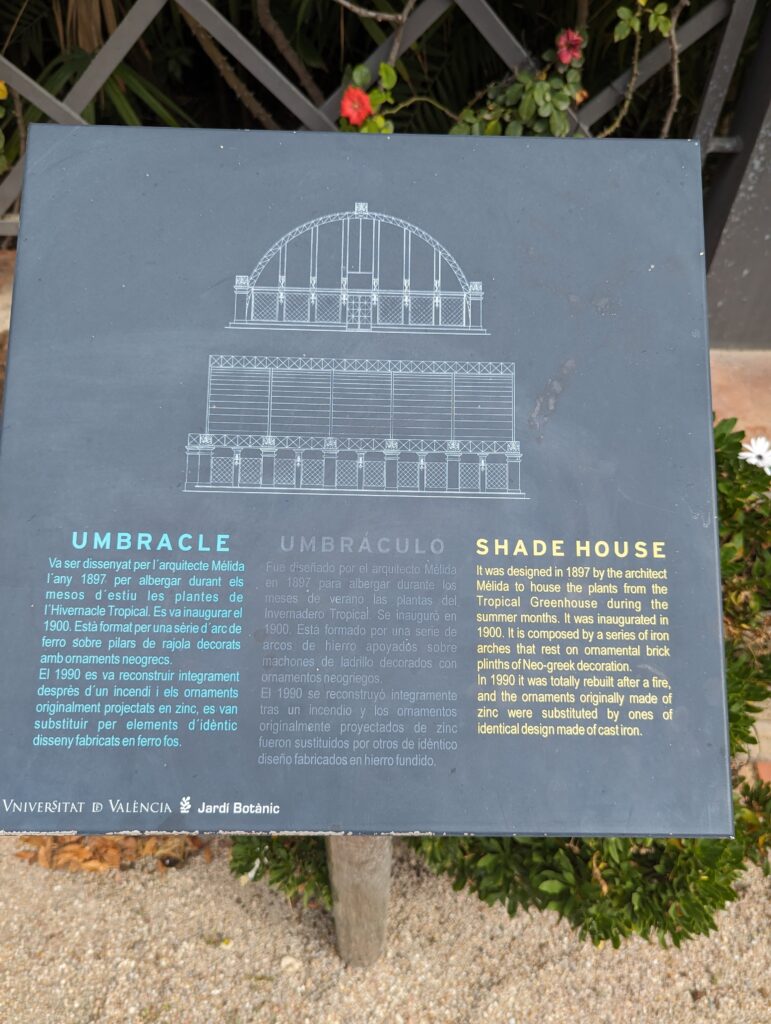 UMBRACLE
Va ser dissenyat per l´arquitecte Mélida
l´any 1897 per albergar durant els
mesos d´estiu les plantes de
l´Hivernacle Tropical. Es va inaugurar el
1900. Està format per una sèrie d´arc de
ferro sobre pilars de rajola decorats
amb ornaments neogrecs.
El 1990 es va reconstruir integrament
després d´un incendi i els ornaments
originalment projectats en zinc, es van
substituir per elements d´idèntic
disseny fabricats en ferro fos.
UMBRÁCULO
Fue diseñado por el arquitecto Mélida
en 1897 para albergar durante los
meses de verano las plantas del
Invernadero Tropical. Se inauguró en
1900. Está formado por una serie de
arcos de hierro apoyados sobre
machones de ladrillo decorados con
ornamentos neogriegos.
El 1990 se reconstruyó íntegramente
tras un incendio y los ornamentos
originalmente proyectados de zinc
fueron sustituidos por otros de idéntico
diseño fabricados en hierro fundido.
SHADE HOUSE
It was designed in 1897 by the architect
Mélida to house the plants from the
Tropical Greenhouse during the
summer months. It was inaugurated in
1900. It is composed by a series of iron
arches that rest on ornamental brick
plinths of Neo-greek decoration.
In 1990 it was totally rebuilt after a fire,
and the ornaments originally made of
zinc were substituted by ones of
identical design made of cast iron.
VNIVERSITAT DE VALÈNCIA Jardí Botànic